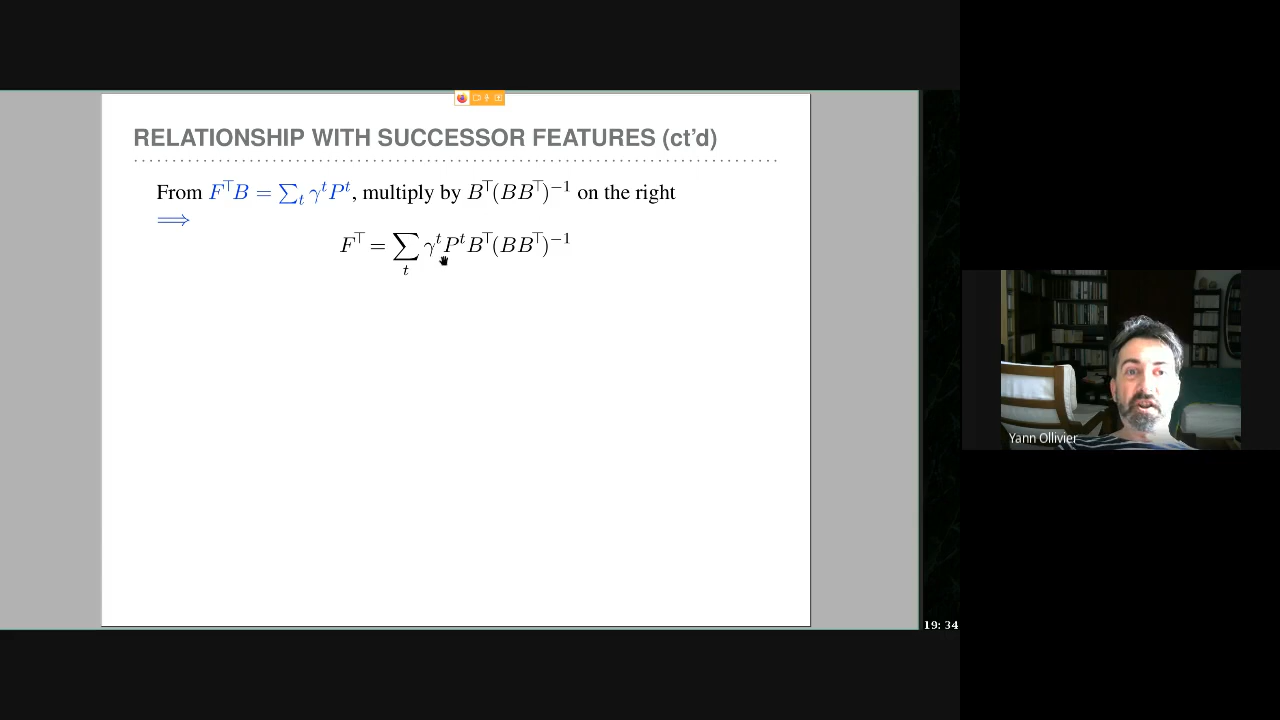 RELATIONSHIP WITH SUCCESSOR FEATURES (ct'd)
From F⊤B = ∑_t γ^t P^t, multiply by B⊤(BB⊤)^−1 on the right
⟹
F⊤ = ∑_t γ^t P^t B⊤(BB⊤)^−1
Yann Ollivier
19: 34